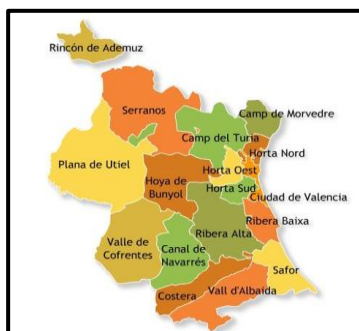 Rincón de Ademuz
Serranos
Camp de Morvedre
Camp del Turia
Horta Nord
Plana de Utiel
Horta Oest
Hoya de
Bunyol
Horta Sud
Ciudad de Valencia
Ribera Baixa
Ribera Alta
Valle de
Cofrentes
Canal de
Navarrés
Safor
Costera
Vall d'Albaida